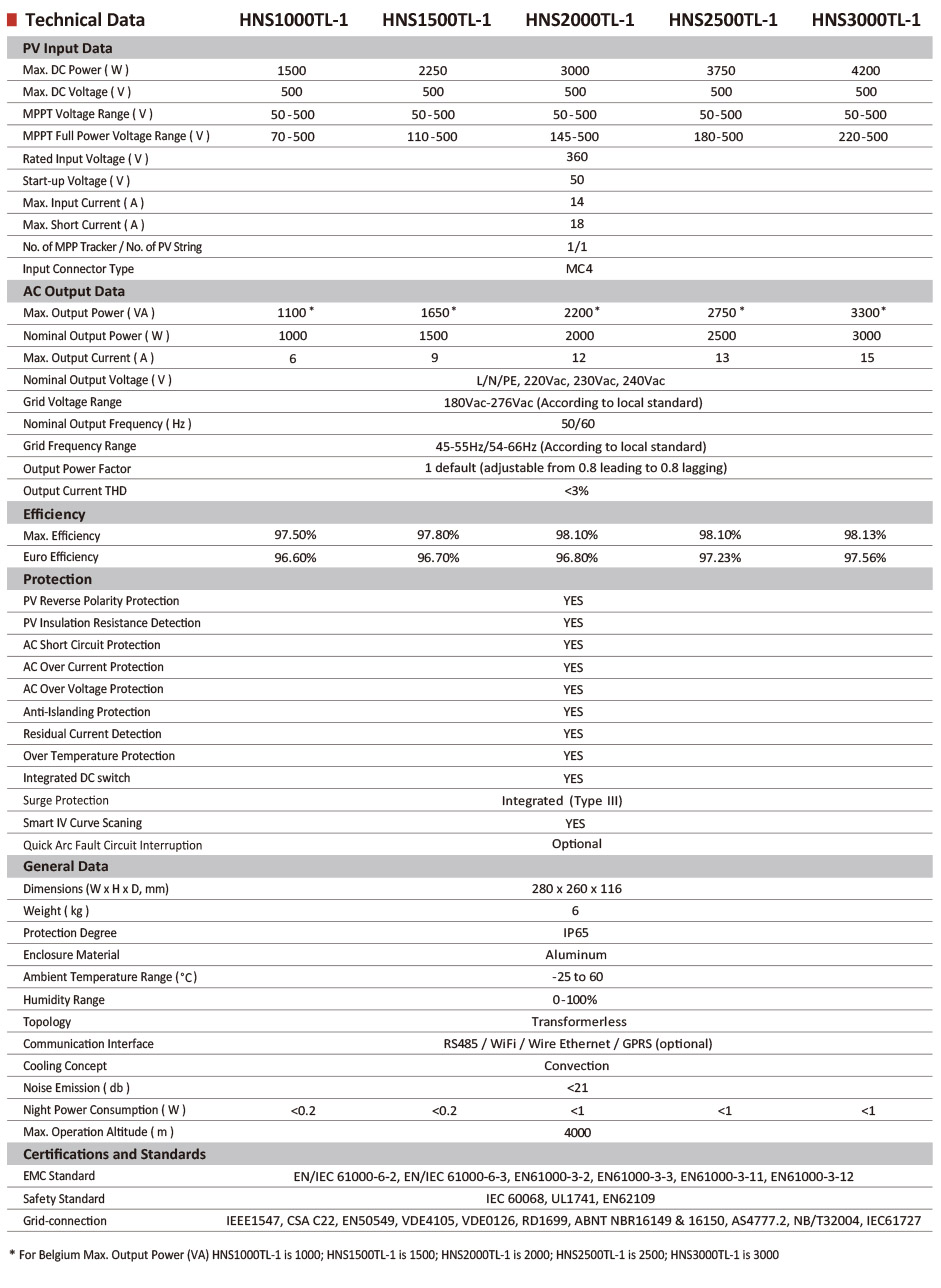 Technical Data HNS1000TL-1 HNS1500TL-1 HNS2000TL-1 HNS2500TL-1 HNS3000TL-1
PV Input Data
Max. DC Power ( W ) 1500 2250 3000 3750 4200
Max. DC Voltage ( V ) 500 500 500 500 500
MPPT Voltage Range ( V ) 50-500 50-500 50-500 50-500 50-500
MPPT Full Power Voltage Range ( V ) 70-500 110-500 145-500 180-500 220-500
Rated Input Voltage ( V ) 360
Start-up Voltage ( V ) 50
Max. Input Current ( A ) 14
Max. Short Current ( A ) 18
No. of MPP Tracker / No. of PV String 1/1
Input Connector Type MC4
AC Output Data
Max. Output Power ( VA ) 1100* 1650* 2200* 2750* 3300*
Nominal Output Power ( W ) 1000 1500 2000 2500 3000
Max. Output Current ( A ) 6 9 12 13 15
Nominal Output Voltage ( V ) L/N/PE, 220Vac, 230Vac, 240Vac
Grid Voltage Range 180Vac-276Vac (According to local standard)
Nominal Output Frequency ( Hz ) 50/60
Grid Frequency Range 45-55Hz/54-66Hz (According to local standard)
Output Power Factor 1 default (adjustable from 0.8 leading to 0.8 lagging)
Output Current THD <3%
Efficiency
Max. Efficiency 97.50% 97.80% 98.10% 98.10% 98.13%
Euro Efficiency 96.60% 96.70% 96.80% 97.23% 97.56%
Protection
PV Reverse Polarity Protection YES
PV Insulation Resistance Detection YES
AC Short Circuit Protection YES
AC Over Current Protection YES
AC Over Voltage Protection YES
Anti-Islanding Protection YES
Residual Current Detection YES
Over Temperature Protection YES
Integrated DC switch YES
Surge Protection Integrated (Type III)
Smart IV Curve Scaning YES
Quick Arc Fault Circuit Interruption Optional
General Data
Dimensions (W x H x D, mm) 280 x 260 x 116
Weight ( kg ) 6
Protection Degree IP65
Enclosure Material Aluminum
Ambient Temperature Range (°C) -25 to 60
Humidity Range 0-100%
Topology Transformerless
Communication Interface RS485 / WiFi / Wire Ethernet / GPRS (optional)
Cooling Concept Convection
Noise Emission ( db ) <21
Night Power Consumption ( W ) <0.2 <0.2 <1 <1 <1
Max. Operation Altitude ( m ) 4000
Certifications and Standards
EMC Standard EN/IEC 61000-6-2, EN/IEC 61000-6-3, EN61000-3-2, EN61000-3-3, EN61000-3-11, EN61000-3-12
Safety Standard IEC 60068, UL1741, EN62109
Grid-connection IEEE1547, CSA C22, EN50549, VDE4105, VDE0126, RD1699, ABNT NBR16149 & 16150, AS4777.2, NB/T32004, IEC61727
* For Belgium Max. Output Power (VA) HNS1000TL-1 is 1000; HNS1500TL-1 is 1500; HNS2000TL-1 is 2000; HNS2500TL-1 is 2500; HNS3000TL-1 is 3000